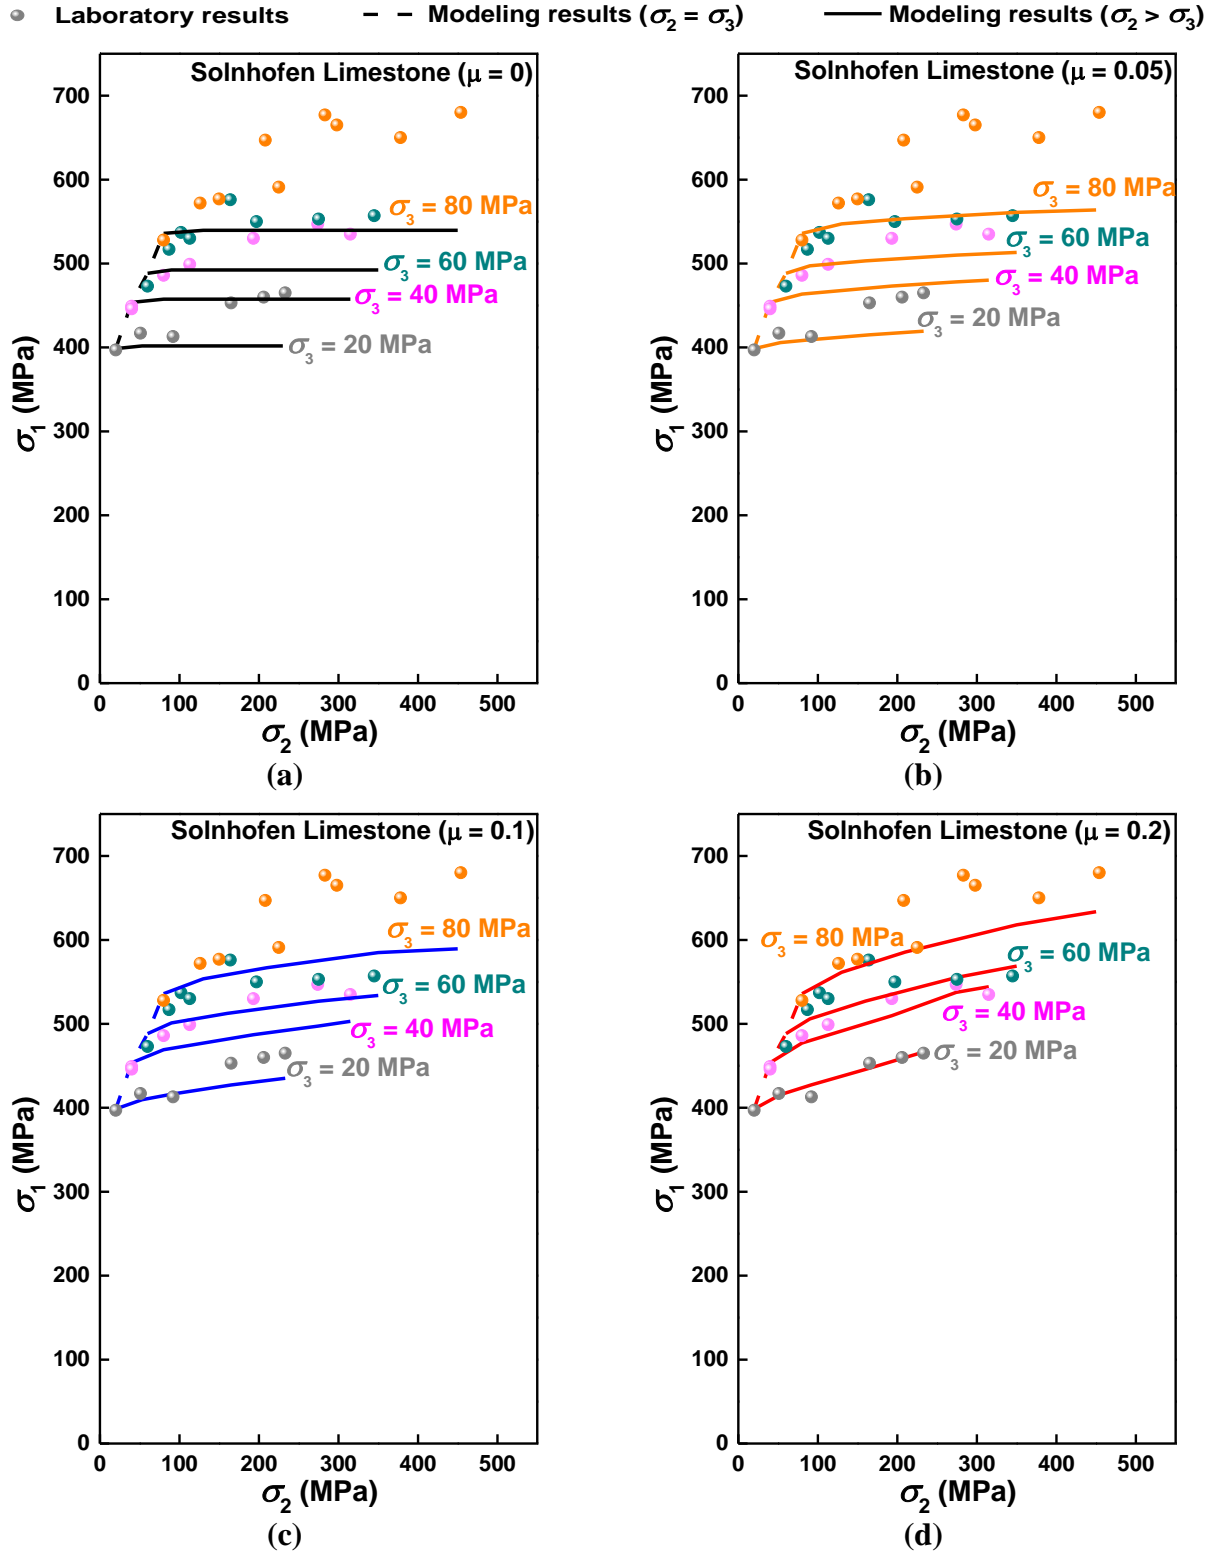 Laboratory results Modeling results (σ2 = σ3) Modeling results (σ2 > σ3)
Solnhofen Limestone (μ = 0)
700
600
500
400
300
200
100
0
σ1 (MPa)
σ3 = 80 MPa
σ3 = 60 MPa
σ3 = 40 MPa
σ3 = 20 MPa
0 100 200 300 400 500
σ2 (MPa)
(a)
Solnhofen Limestone (μ = 0.05)
700
600
500
400
300
200
100
0
σ1 (MPa)
σ3 = 80 MPa
σ3 = 60 MPa
σ3 = 40 MPa
σ3 = 20 MPa
0 100 200 300 400 500
σ2 (MPa)
(b)
Solnhofen Limestone (μ = 0.1)
700
600
500
400
300
200
100
0
σ1 (MPa)
σ3 = 80 MPa
σ3 = 60 MPa
σ3 = 40 MPa
σ3 = 20 MPa
0 100 200 300 400 500
σ2 (MPa)
(c)
Solnhofen Limestone (μ = 0.2)
700
600
500
400
300
200
100
0
σ1 (MPa)
σ3 = 80 MPa
σ3 = 60 MPa
σ3 = 40 MPa
σ3 = 20 MPa
0 100 200 300 400 500
σ2 (MPa)
(d)